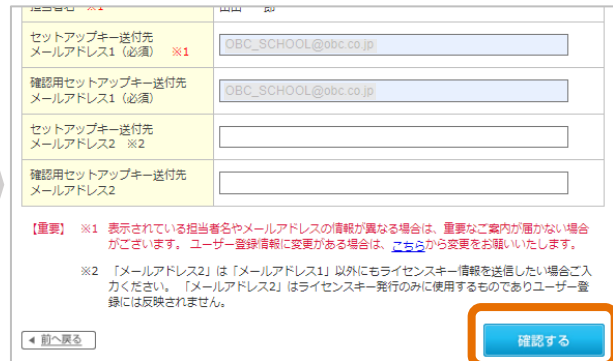 セットアップキー送付先
メールアドレス1（必須） ※1
OBC_SCHOOL@obc.co.jp
確認用セットアップキー送付先
メールアドレス1（必須）
OBC_SCHOOL@obc.co.jp
セットアップキー送付先
メールアドレス2 ※2
確認用セットアップキー送付先
メールアドレス2
【重要】 ※1 表示されている担当者名やメールアドレスの情報が異なる場合は、重要なご案内が届かない場合
がございます。 ユーザー登録情報に変更がある場合は、こちらから変更をお願いいたします。
※2 「メールアドレス2」は「メールアドレス1」以外にもライセンスキー情報を送信したい場合ご入
力ください。 「メールアドレス2」はライセンスキー発行のみに使用するものでありユーザー登
録には反映されません。
前へ戻る
確認する